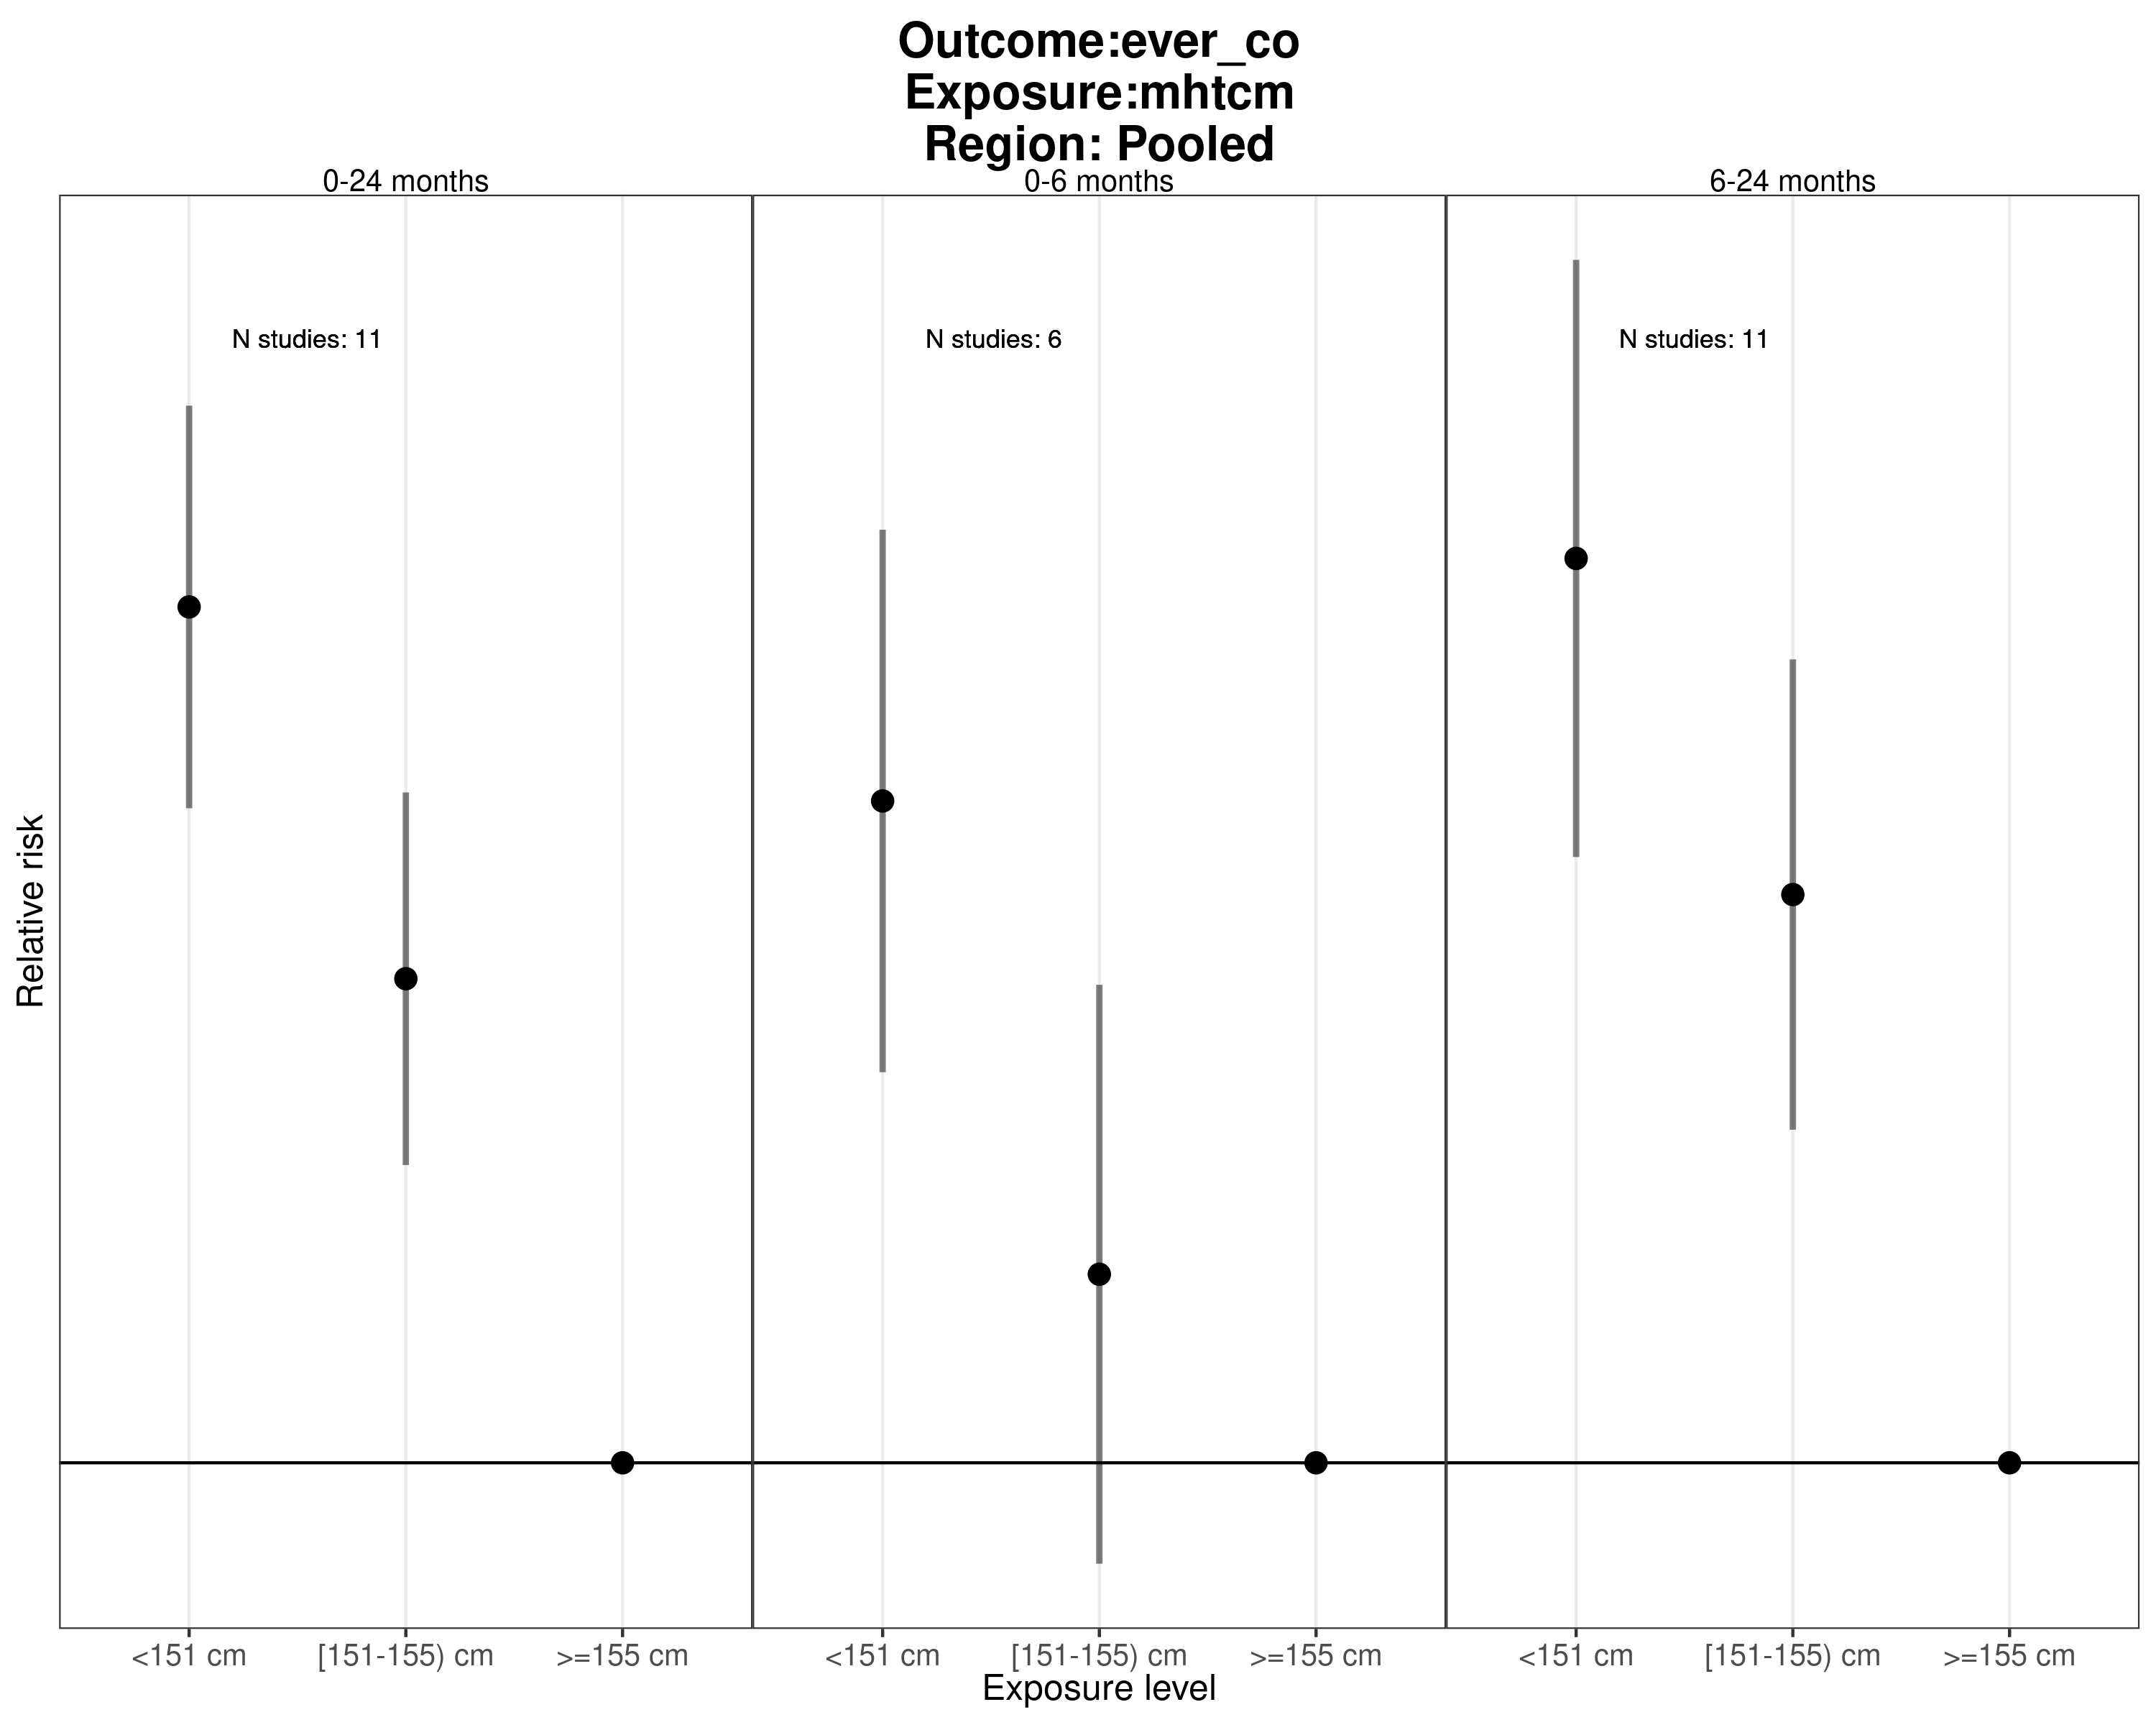 Outcome:ever_co
Exposure:mhtcm
Region: Pooled
0-24 months
0-6 months
6-24 months
N studies: 11
N studies: 6
N studies: 11
Relative risk
<151 cm
[151-155) cm
>=155 cm
<151 cm
[151-155) cm
>=155 cm
<151 cm
[151-155) cm
>=155 cm
Exposure level